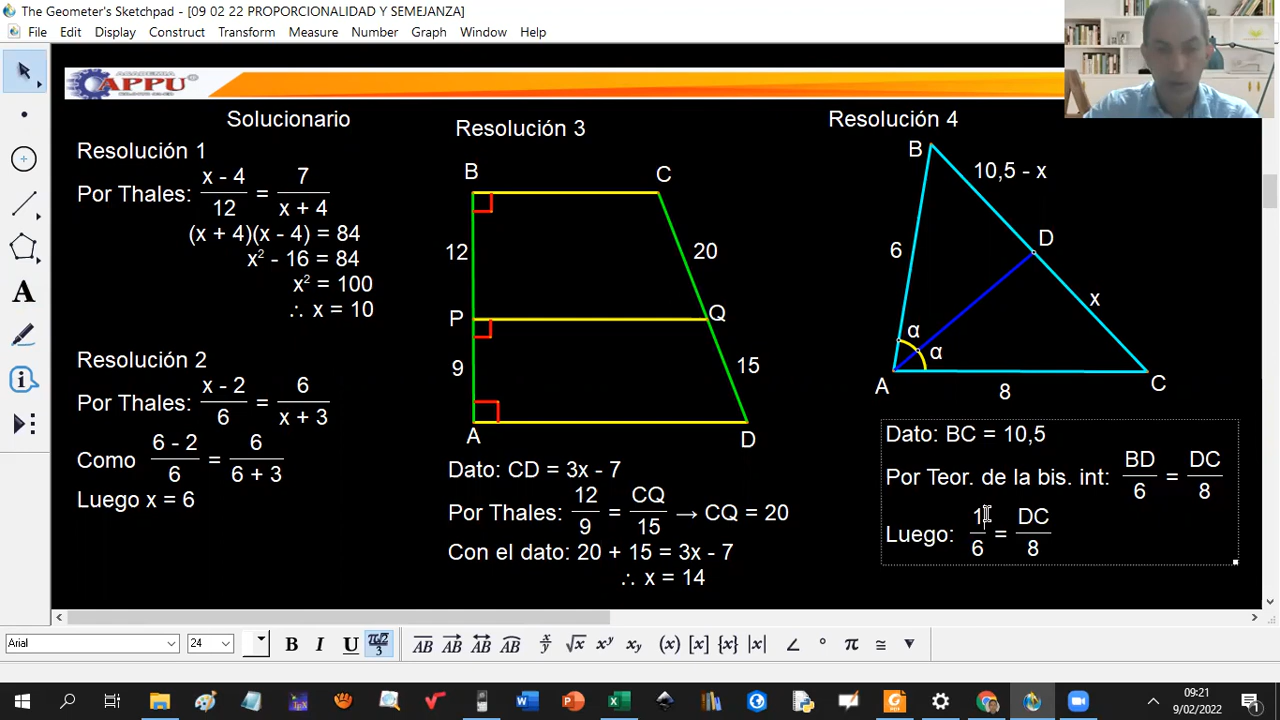 The Geometer's Sketchpad - [09 02 22 PROPORCIONALIDAD Y SEMEJANZA]
File Edit Display Construct Transform Measure Number Graph Window Help
ACADEMIA
APPU
Solucionario
Resolución 1
Por Thales: (x - 4)/12 = 7/(x + 4)
(x + 4)(x - 4) = 84
x² - 16 = 84
x² = 100
∴ x = 10
Resolución 2
Por Thales: (x - 2)/6 = 6/(x + 3)
Como (6 - 2)/6 = 6/(6 + 3)
Luego x = 6
Resolución 3
B C
12 20
P Q
9 15
A D
Dato: CD = 3x - 7
Por Thales: 12/9 = CQ/15 → CQ = 20
Con el dato: 20 + 15 = 3x - 7
∴ x = 14
Resolución 4
B 10,5 - x
6 D
x
α
α
A C
8
Dato: BC = 10,5
Por Teor. de la bis. int: BD/6 = DC/8
Luego: 1/6 = DC/8
Arial 24 B I U
09:21
9/02/2022